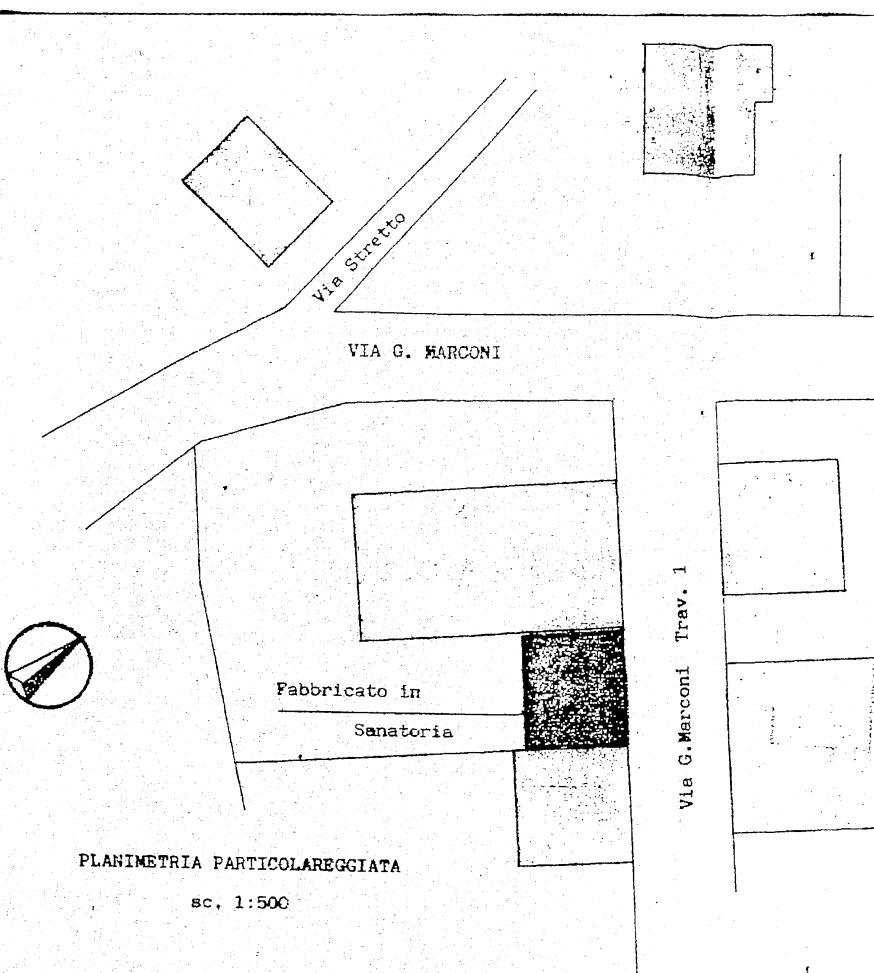 Via Stretto
VIA G. MARCONI
Via G.Marconi Trav. 1
Fabbricato in
Sanatoria
PLANIMETRIA PARTICOLAREGGIATA
sc. 1:500